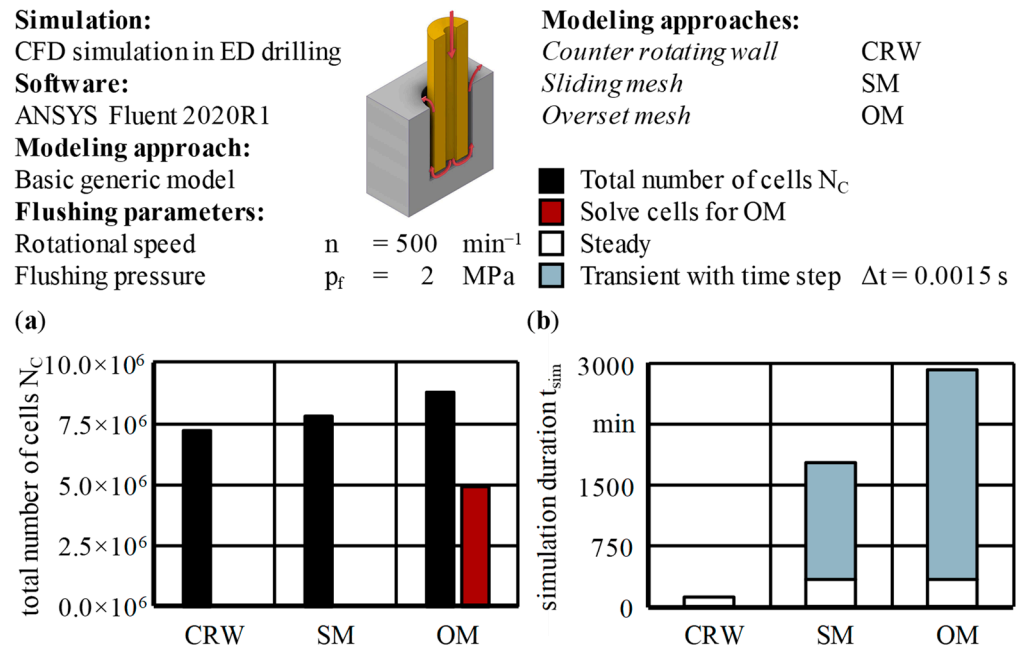 Simulation:
CFD simulation in ED drilling
Software:
ANSYS Fluent 2020R1
Modeling approach:
Basic generic model
Flushing parameters:
Rotational speed n = 500 min⁻¹
Flushing pressure p_f = 2 MPa
Modeling approaches:
Counter rotating wall CRW
Sliding mesh SM
Overset mesh OM
Total number of cells N_C
Solve cells for OM
Steady
Transient with time step Δt = 0.0015 s
(a)
total number of cells N_C
10.0×10⁶
7.5×10⁶
5.0×10⁶
2.5×10⁶
0.0×10⁶
CRW SM OM
(b)
simulation duration t_sim
3000
min
1500
750
0
CRW SM OM